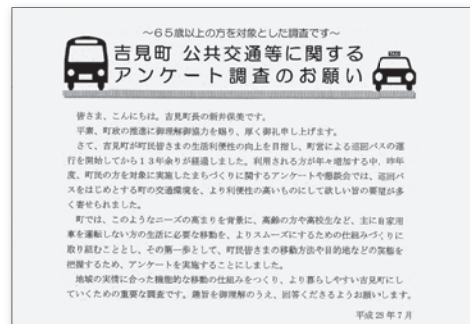 ～65歳以上の方を対象とした調査です～
吉見町 公共交通等に関する
アンケート調査のお願い
TAXI
皆さま、こんにちは。吉見町長の新井保美です。
平素、町政の推進に御理解御協力を賜り、厚く御礼申し上げます。
さて、吉見町が町民皆さまの生活利便性の向上を目指し、町営による巡回バスの運
行を開始してから13年余りが経過しました。利用される方が年々増加する中、昨年
度、町民の方を対象に実施したまちづくりに関するアンケートや懇談会では、巡回バ
スをはじめとする町の交通環境を、より利便性の高いものにして欲しい旨の要望が多
く寄せられました。
町では、このようなニーズの高まりを背景に、高齢の方や高校生など、主に自家用
車を運転しない方の生活に必要な移動を、よりスムーズにするための仕組みづくりに
取り組むこととし、その第一歩として、町民皆さまの移動方法や目的地などの実態を
把握するため、アンケートを実施することにしました。
地域の実情に合った機能的な移動の仕組みをつくり、より暮らしやすい吉見町にし
ていくための重要な調査です。趣旨を御理解のうえ、回答くださるようお願いします。
平成23年7月